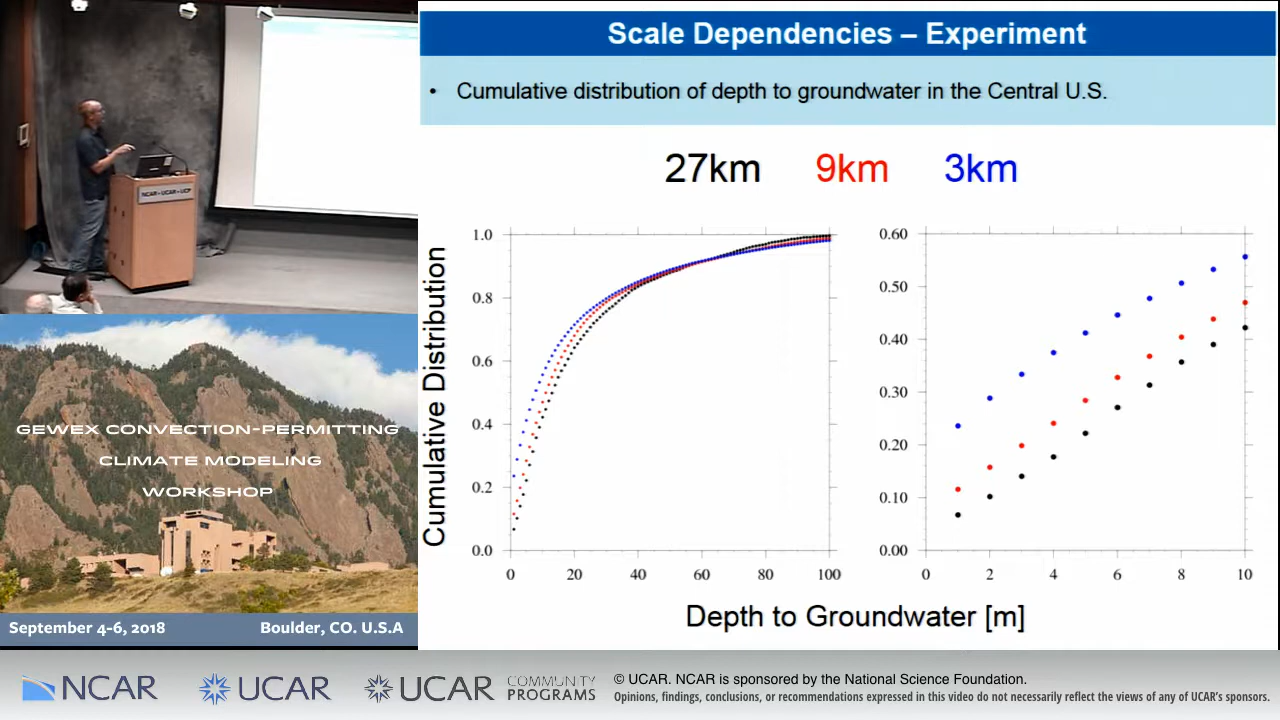 Scale Dependencies – Experiment
• Cumulative distribution of depth to groundwater in the Central U.S.
27km 9km 3km
Cumulative Distribution
1.0
0.8
0.6
0.4
0.2
0.0
0 20 40 60 80 100
0.60
0.50
0.40
0.30
0.20
0.10
0.00
0 2 4 6 8 10
Depth to Groundwater [m]
NCAR • UCAR • UCP
GEWEX CONVECTION-PERMITTING
CLIMATE MODELING
WORKSHOP
September 4-6, 2018 Boulder, CO. U.S.A
NCAR
UCAR
UCAR
COMMUNITY
PROGRAMS
© UCAR. NCAR is sponsored by the National Science Foundation.
Opinions, findings, conclusions, or recommendations expressed in this video do not necessarily reflect the views of any of UCAR's sponsors.